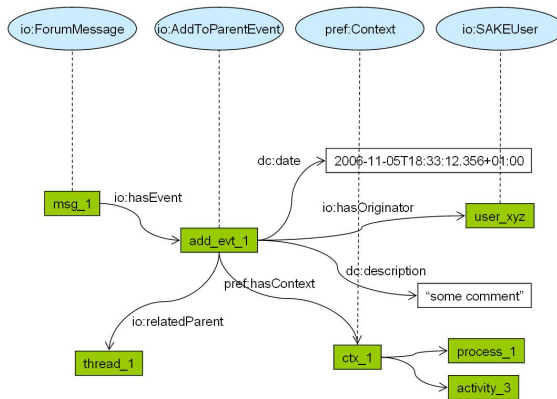 io:ForumMessage
io:AddToParentEvent
pref:Context
io:SAKEUser
dc:date
2006-11-05T18:33:12.356+01:00
msg_1
io:hasEvent
io:hasOriginator
user_xyz
add_evt_1
dc:description
pref:hasContext
"some comment"
io:relatedParent
thread_1
ctx_1
process_1
activity_3